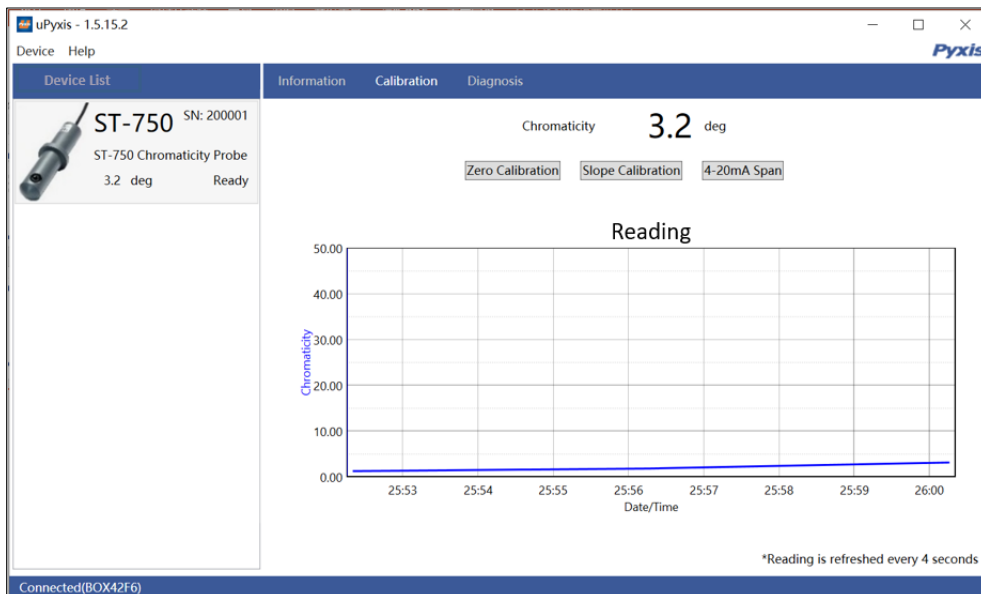 uPyxis - 1.5.15.2
Device Help
Pyxis
Device List
Information Calibration Diagnosis
ST-750 SN: 200001
ST-750 Chromaticity Probe
3.2 deg Ready
Chromaticity 3.2 deg
Zero Calibration Slope Calibration 4-20mA Span
Reading
50.00
40.00
30.00
20.00
10.00
0.00
Chromaticity
25:53 25:54 25:55 25:56 25:57 25:58 25:59 26:00
Date/Time
*Reading is refreshed every 4 seconds
Connected(BOX42F6)